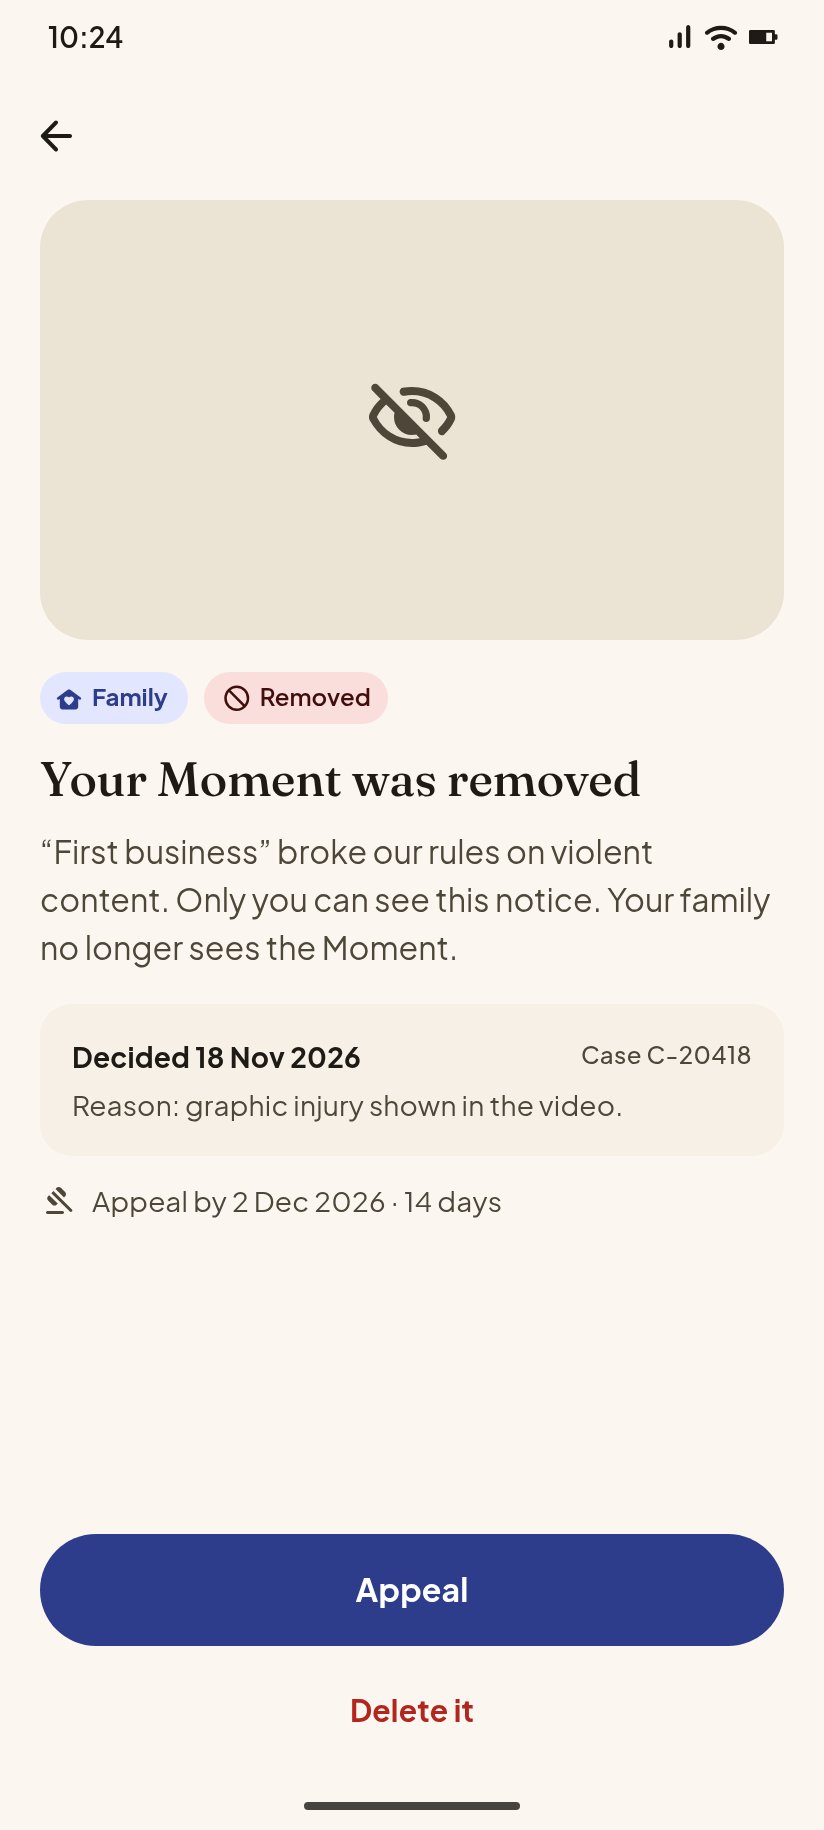 10:24
Family
Removed
Your Moment was removed
“First business” broke our rules on violent
content. Only you can see this notice. Your family
no longer sees the Moment.
Decided 18 Nov 2026
Case C-20418
Reason: graphic injury shown in the video.
Appeal by 2 Dec 2026 · 14 days
Appeal
Delete it